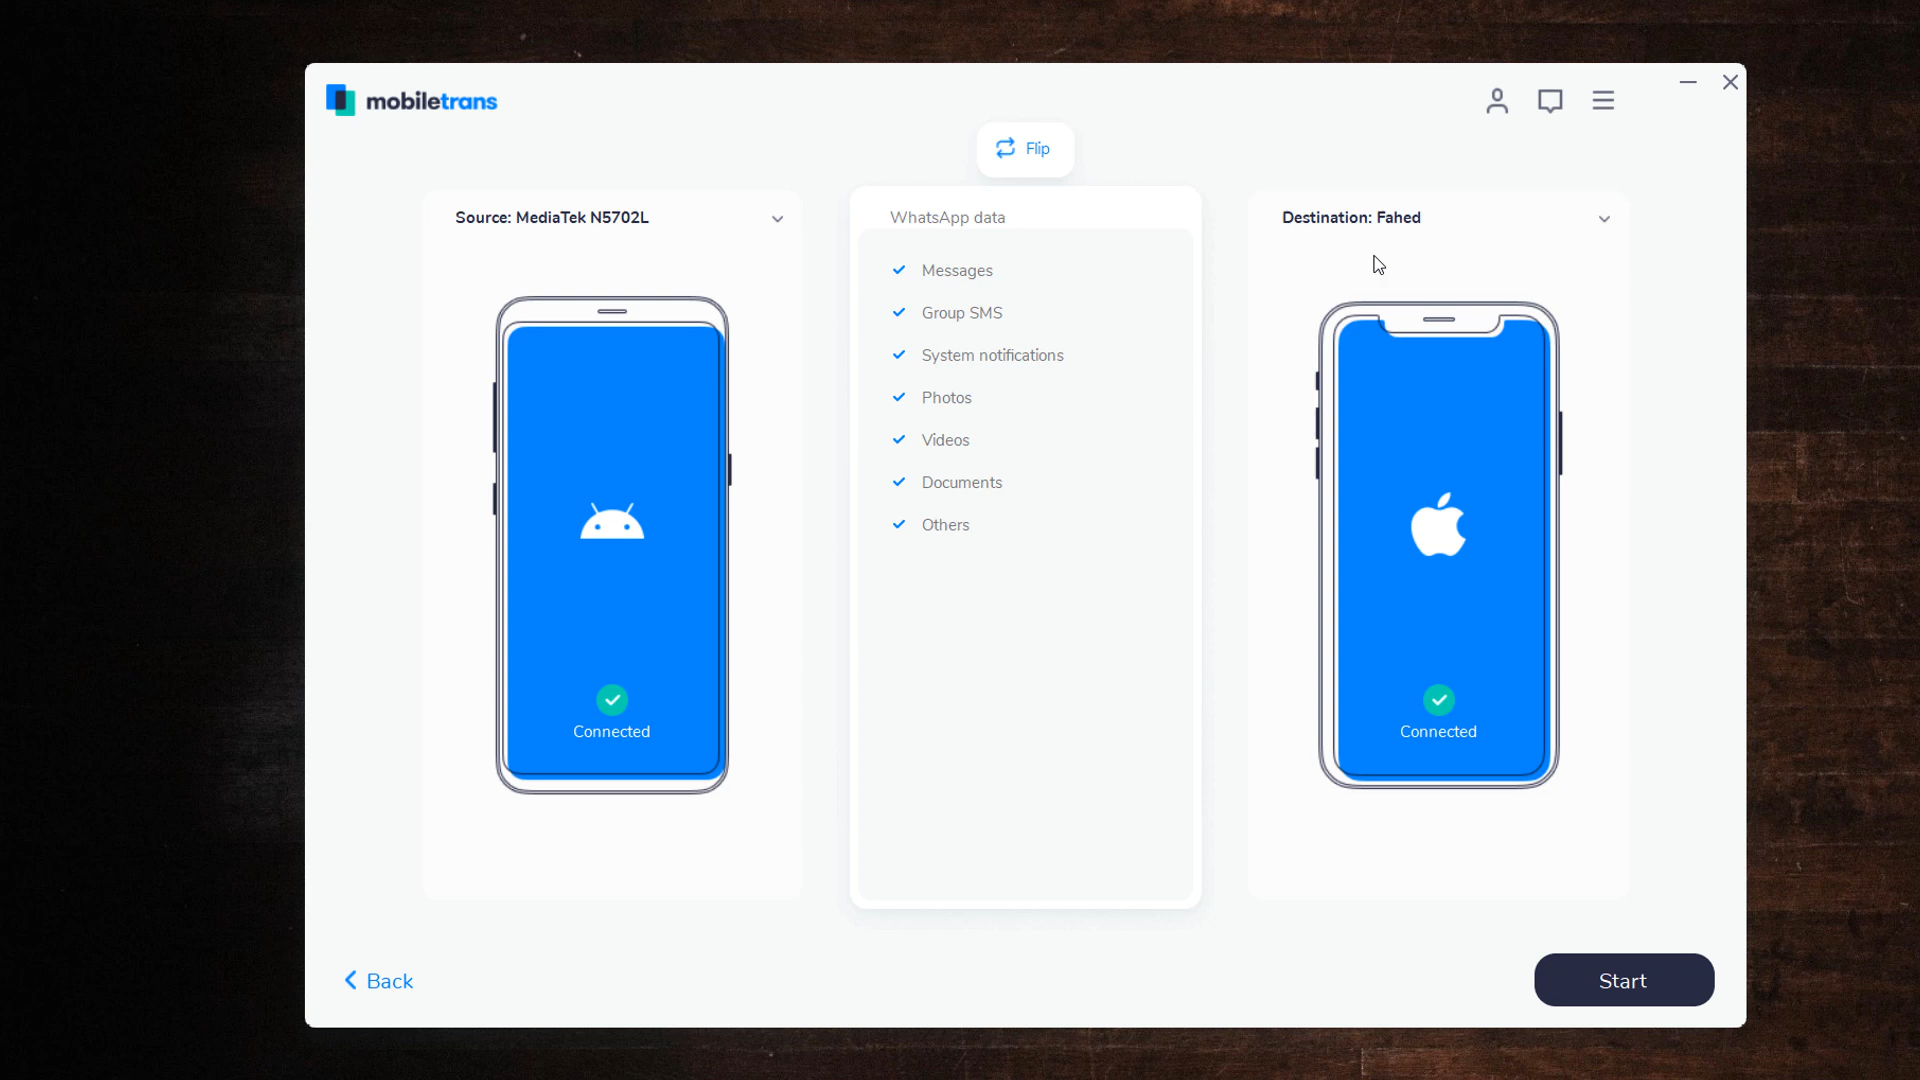 mobiletrans
Flip
Source: MediaTek N5702L
WhatsApp data
Destination: Fahed
Messages
Group SMS
System notifications
Photos
Videos
Documents
Others
Connected
Connected
Back
Start